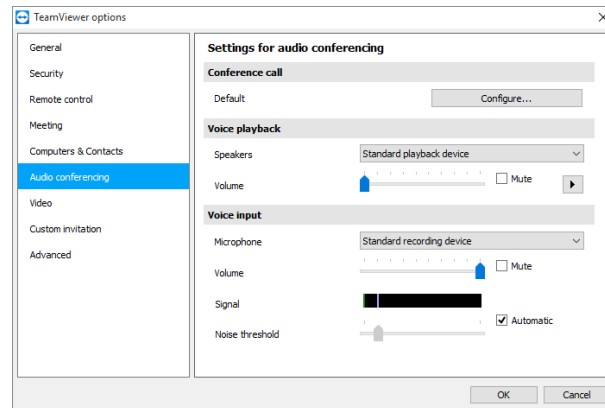 TeamViewer options
General
Security
Remote control
Meeting
Computers & Contacts
Audio conferencing
Video
Custom invitation
Advanced
Settings for audio conferencing
Conference call
Default Configure...
Voice playback
Speakers Standard playback device
Volume Mute
Voice input
Microphone Standard recording device
Volume Mute
Signal
Noise threshold Automatic
OK Cancel